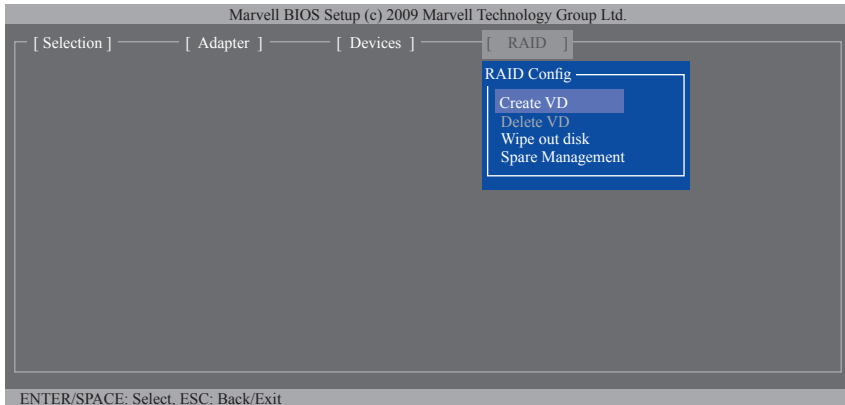 Marvell BIOS Setup (c) 2009 Marvell Technology Group Ltd.
[ Selection ] [ Adapter ] [ Devices ] [ RAID ]
RAID Config
Create VD
Delete VD
Wipe out disk
Spare Management
ENTER/SPACE: Select, ESC: Back/Exit